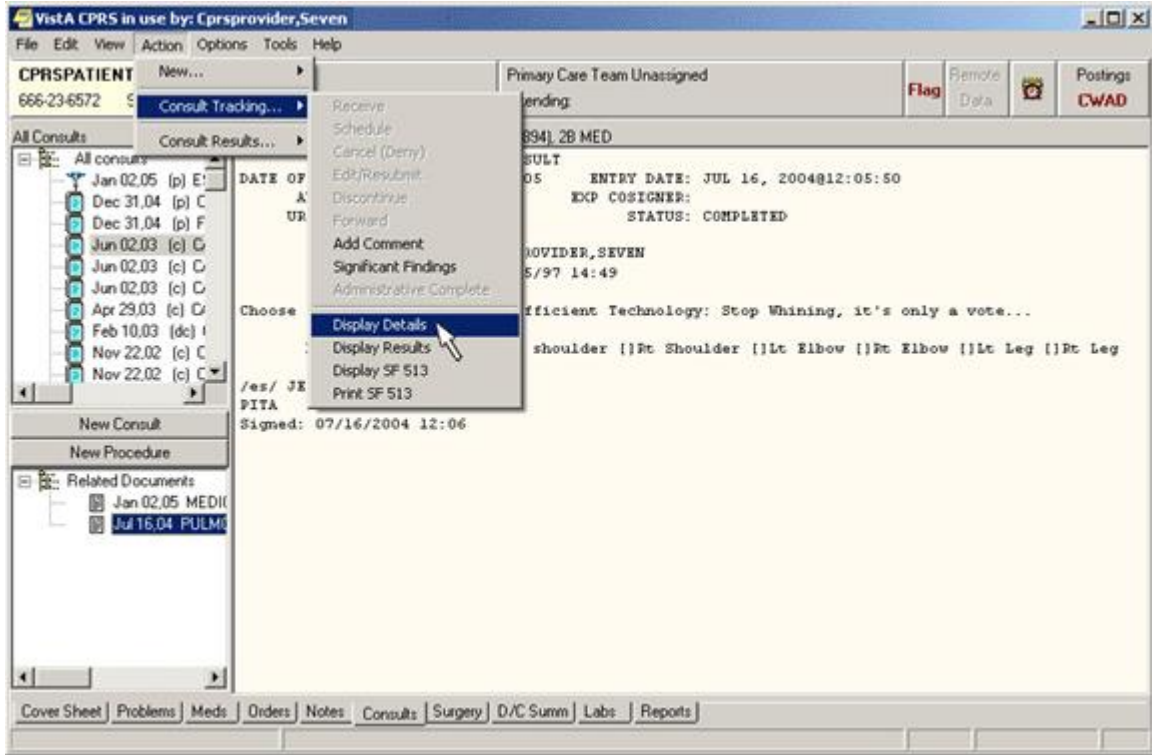 VistA CPRS in use by: Cprsprovider,Seven
File Edit View Action Options Tools Help
CPRSPATIENT
666-23-6572
Primary Care Team Unassigned
Flag
Remote Data
Postings
CWAD
New...
Consult Tracking...
Consult Results...
Receive
Schedule
Cancel (Deny)
Edit/Resubmit
Discontinue
Forward
Add Comment
Significant Findings
Administrative Complete
Display Details
Display Results
Display SF 513
Print SF 513
All Consults
All consults
Jan 02,05 (p) E
Dec 31,04 (p) C
Dec 31,04 (p) F
Jun 02,03 (c) C
Jun 02,03 (c) C
Jun 02,03 (c) C
Apr 29,03 (c) C
Feb 10,03 (dc)
Nov 22,02 (c) C
Nov 22,02 (c) C
New Consult
New Procedure
Related Documents
Jan 02,05 MEDI
Jul 16,04 PULM
894], 2B MED
SULT
DATE OF 05 ENTRY DATE: JUL 16, 2004@12:05:50
A EXP COSIGNER:
UR STATUS: COMPLETED
OVIDER,SEVEN
5/97 14:49
Choose fficient Technology: Stop Whining, it's only a vote...
shoulder []Rt Shoulder []Lt Elbow []Rt Elbow []Lt Leg []Rt Leg
/es/ JE
PITA
Signed: 07/16/2004 12:06
Cover Sheet Problems Meds Orders Notes Consults Surgery D/C Summ Labs Reports